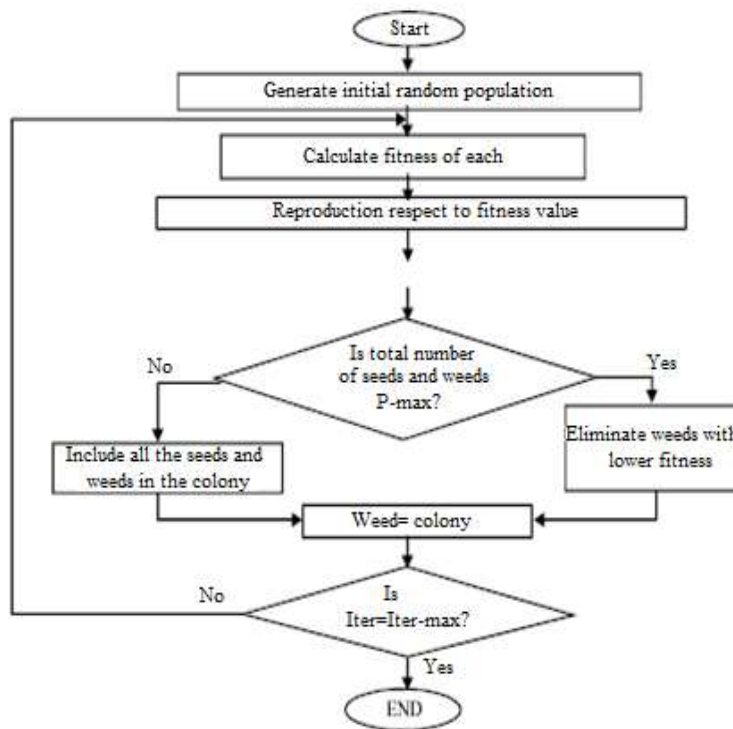 Start
Generate initial random population
Calculate fitness of each
Reproduction respect to fitness value
Is total number
of seeds and weeds
P-max?
No
Yes
Include all the seeds and
weeds in the colony
Eliminate weeds with
lower fitness
Weed= colony
Is
Iter=Iter-max?
No
Yes
END